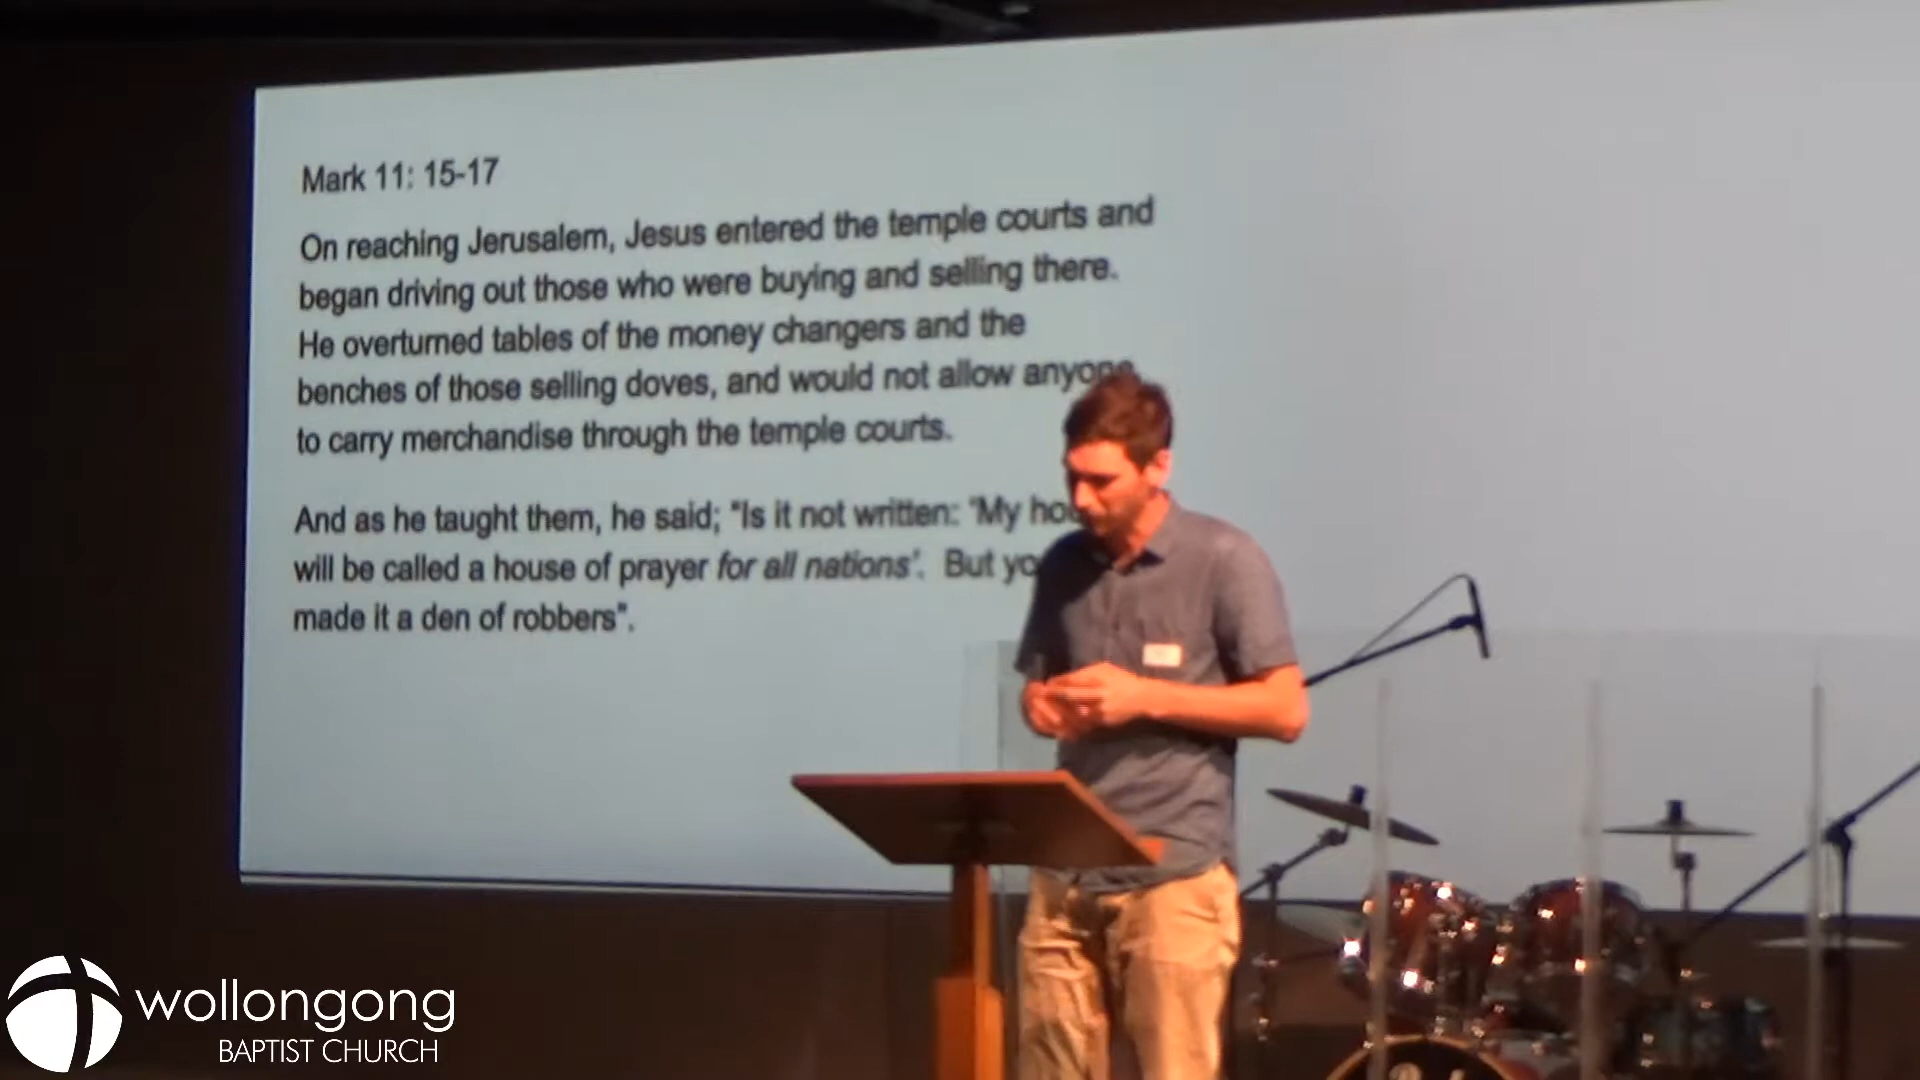 Mark 11: 15-17
On reaching Jerusalem, Jesus entered the temple courts and
began driving out those who were buying and selling there.
He overturned tables of the money changers and the
benches of those selling doves, and would not allow anyone
to carry merchandise through the temple courts.
And as he taught them, he said; "Is it not written: 'My
will be called a house of prayer for all nations'. But
made it a den of robbers".
wollongong
BAPTIST CHURCH